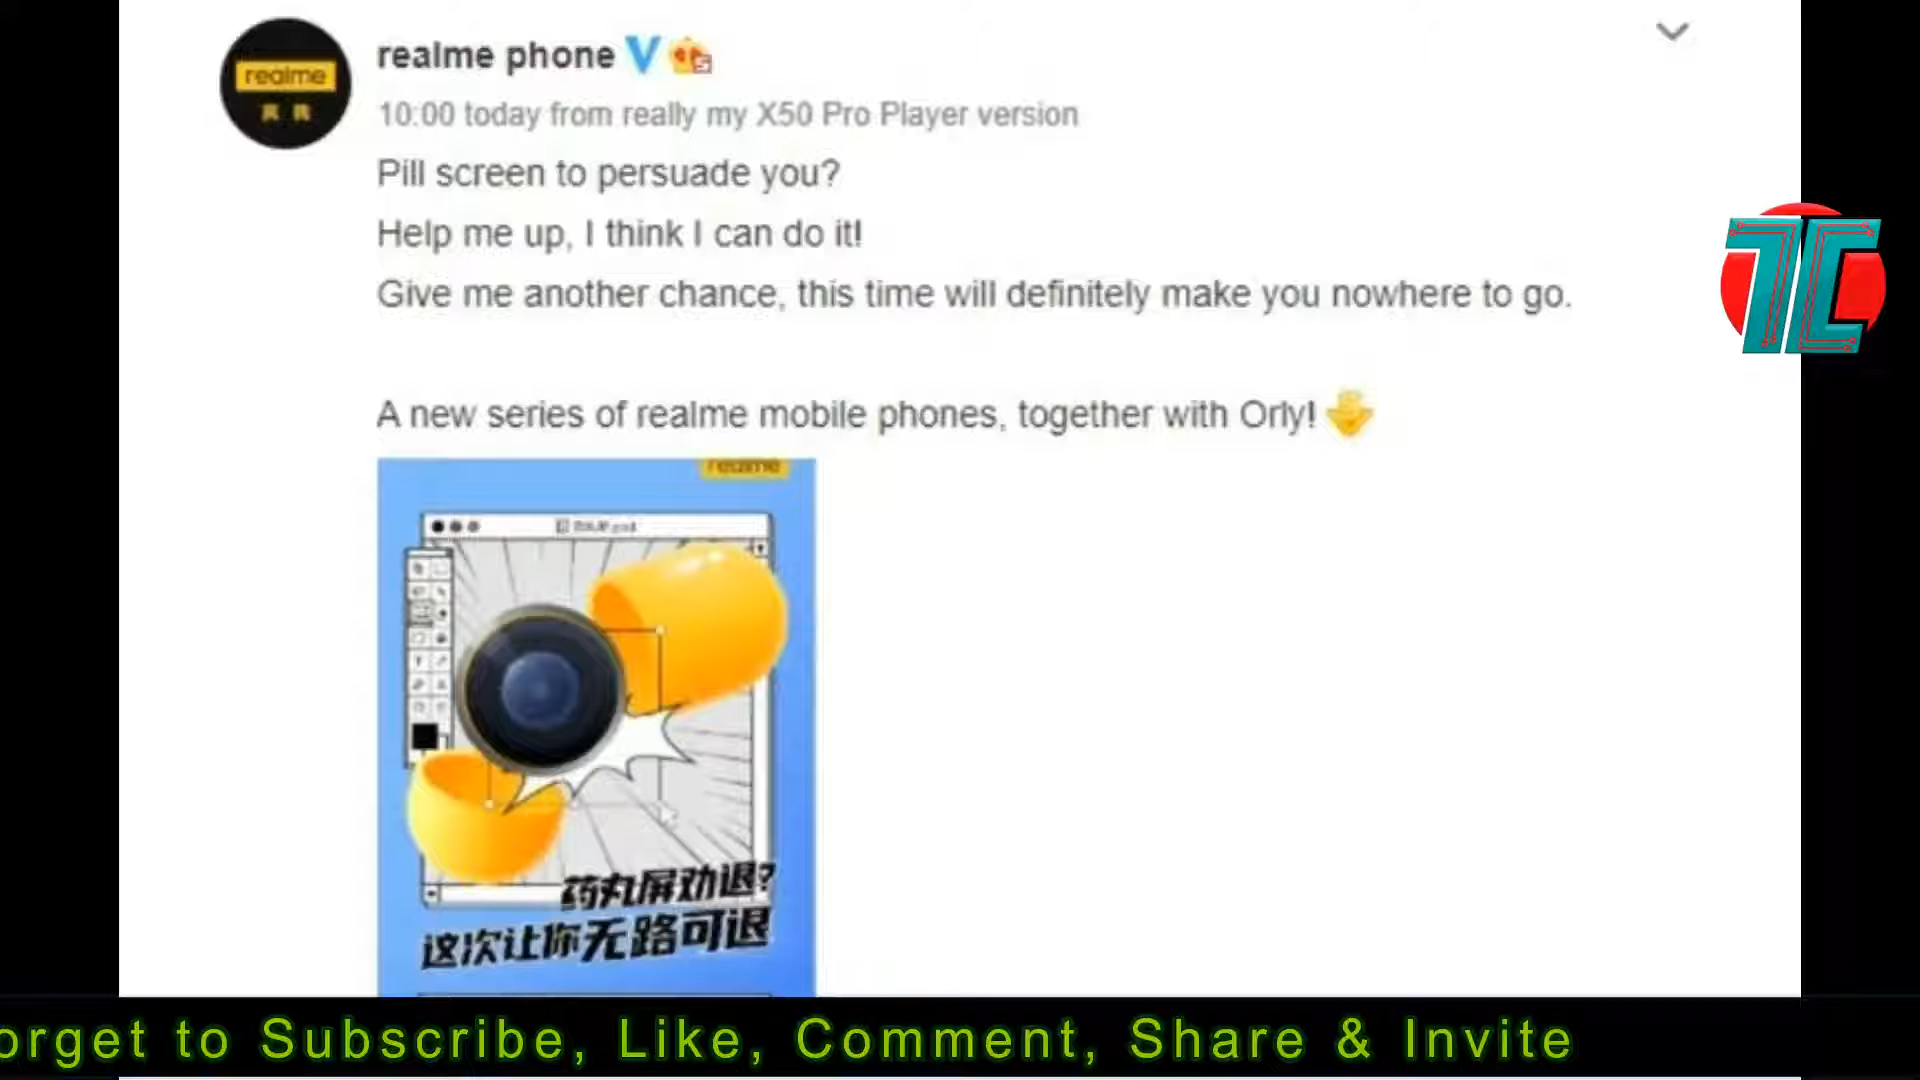 realme
realme phone
10:00 today from really my X50 Pro Player version
Pill screen to persuade you?
Help me up, I think I can do it!
Give me another chance, this time will definitely make you nowhere to go.
A new series of realme mobile phones, together with Orly!
realme
药丸屏劝退?
这次让你无路可退
TC
orget to Subscribe, Like, Comment, Share & Invite